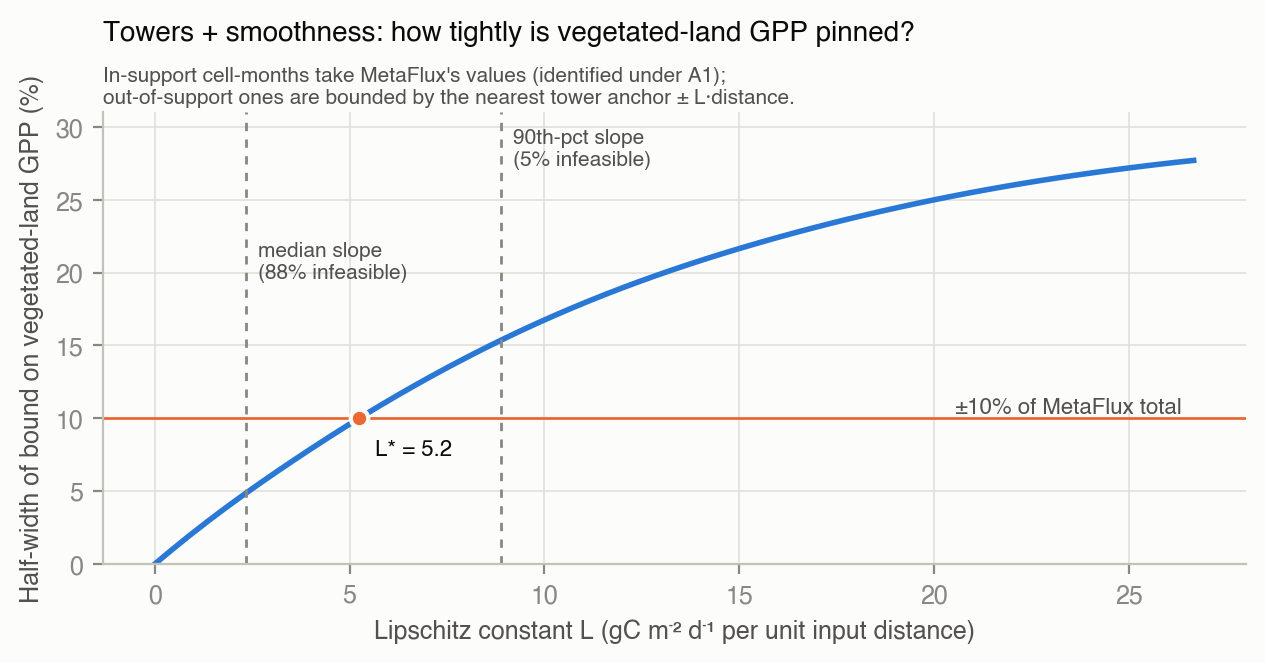 Towers + smoothness: how tightly is vegetated-land GPP pinned?
In-support cell-months take MetaFlux's values (identified under A1);
out-of-support ones are bounded by the nearest tower anchor ± L·distance.
Half-width of bound on vegetated-land GPP (%)
30
25
20
15
10
5
0
90th-pct slope
(5% infeasible)
median slope
(88% infeasible)
±10% of MetaFlux total
L* = 5.2
0
5
10
15
20
25
Lipschitz constant L (gC m⁻² d⁻¹ per unit input distance)